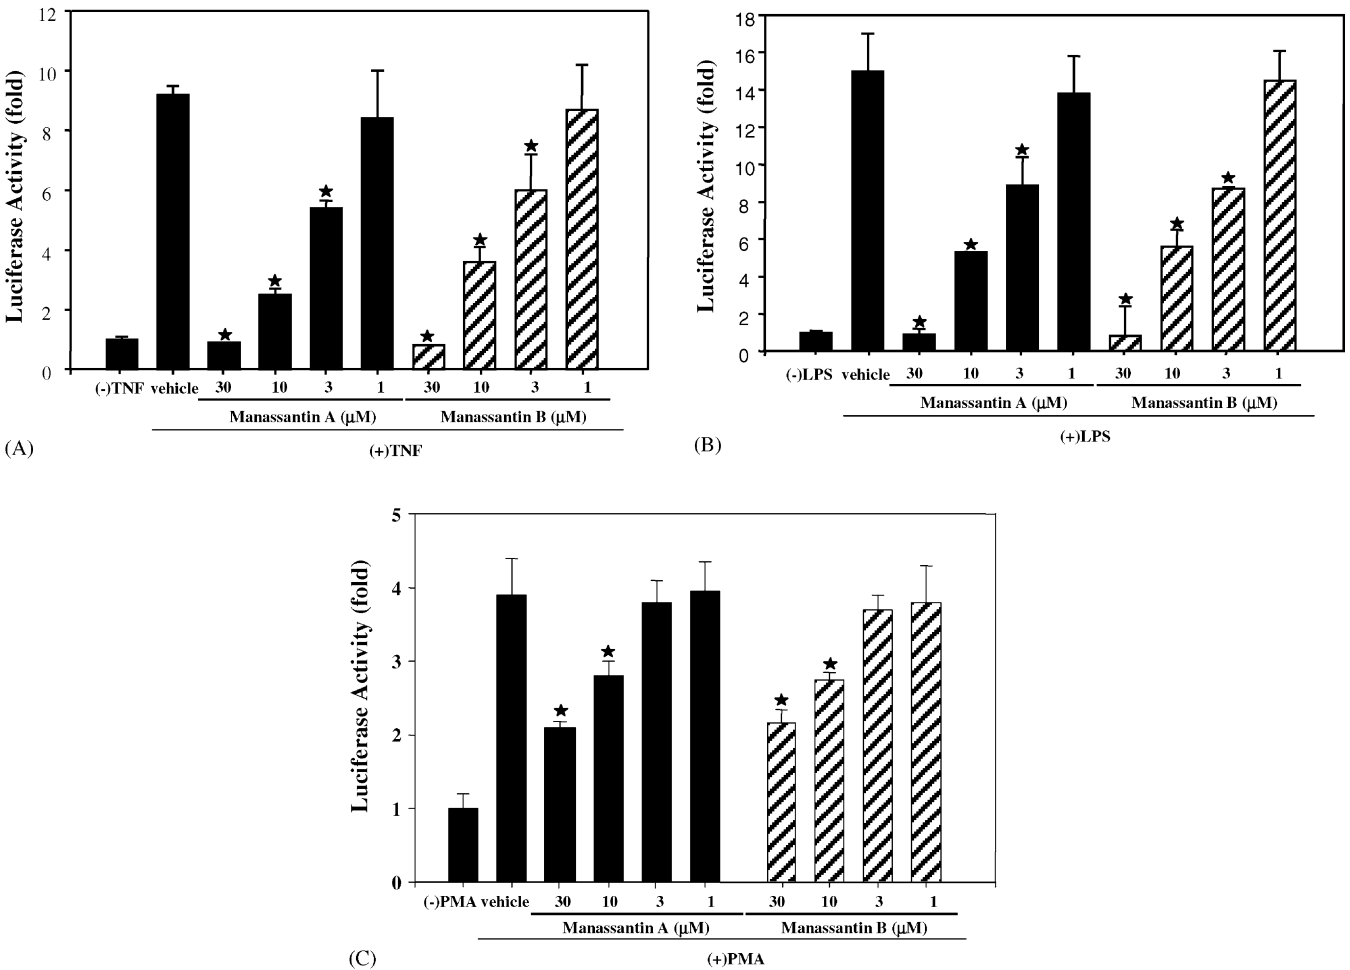 12
10
8
6
4
2
0
Luciferase Activity (fold)
(-)TNF vehicle 30 10 3 1 30 10 3 1
Manassantin A (μM) Manassantin B (μM)
(+)TNF
(A)
18
16
14
12
10
8
6
4
2
0
Luciferase Activity (fold)
(-)LPS vehicle 30 10 3 1 30 10 3 1
Manassantin A (μM) Manassantin B (μM)
(+)LPS
(B)
5
4
3
2
1
0
Luciferase Activity (fold)
(-)PMA vehicle 30 10 3 1 30 10 3 1
Manassantin A (μM) Manassantin B (μM)
(+)PMA
(C)